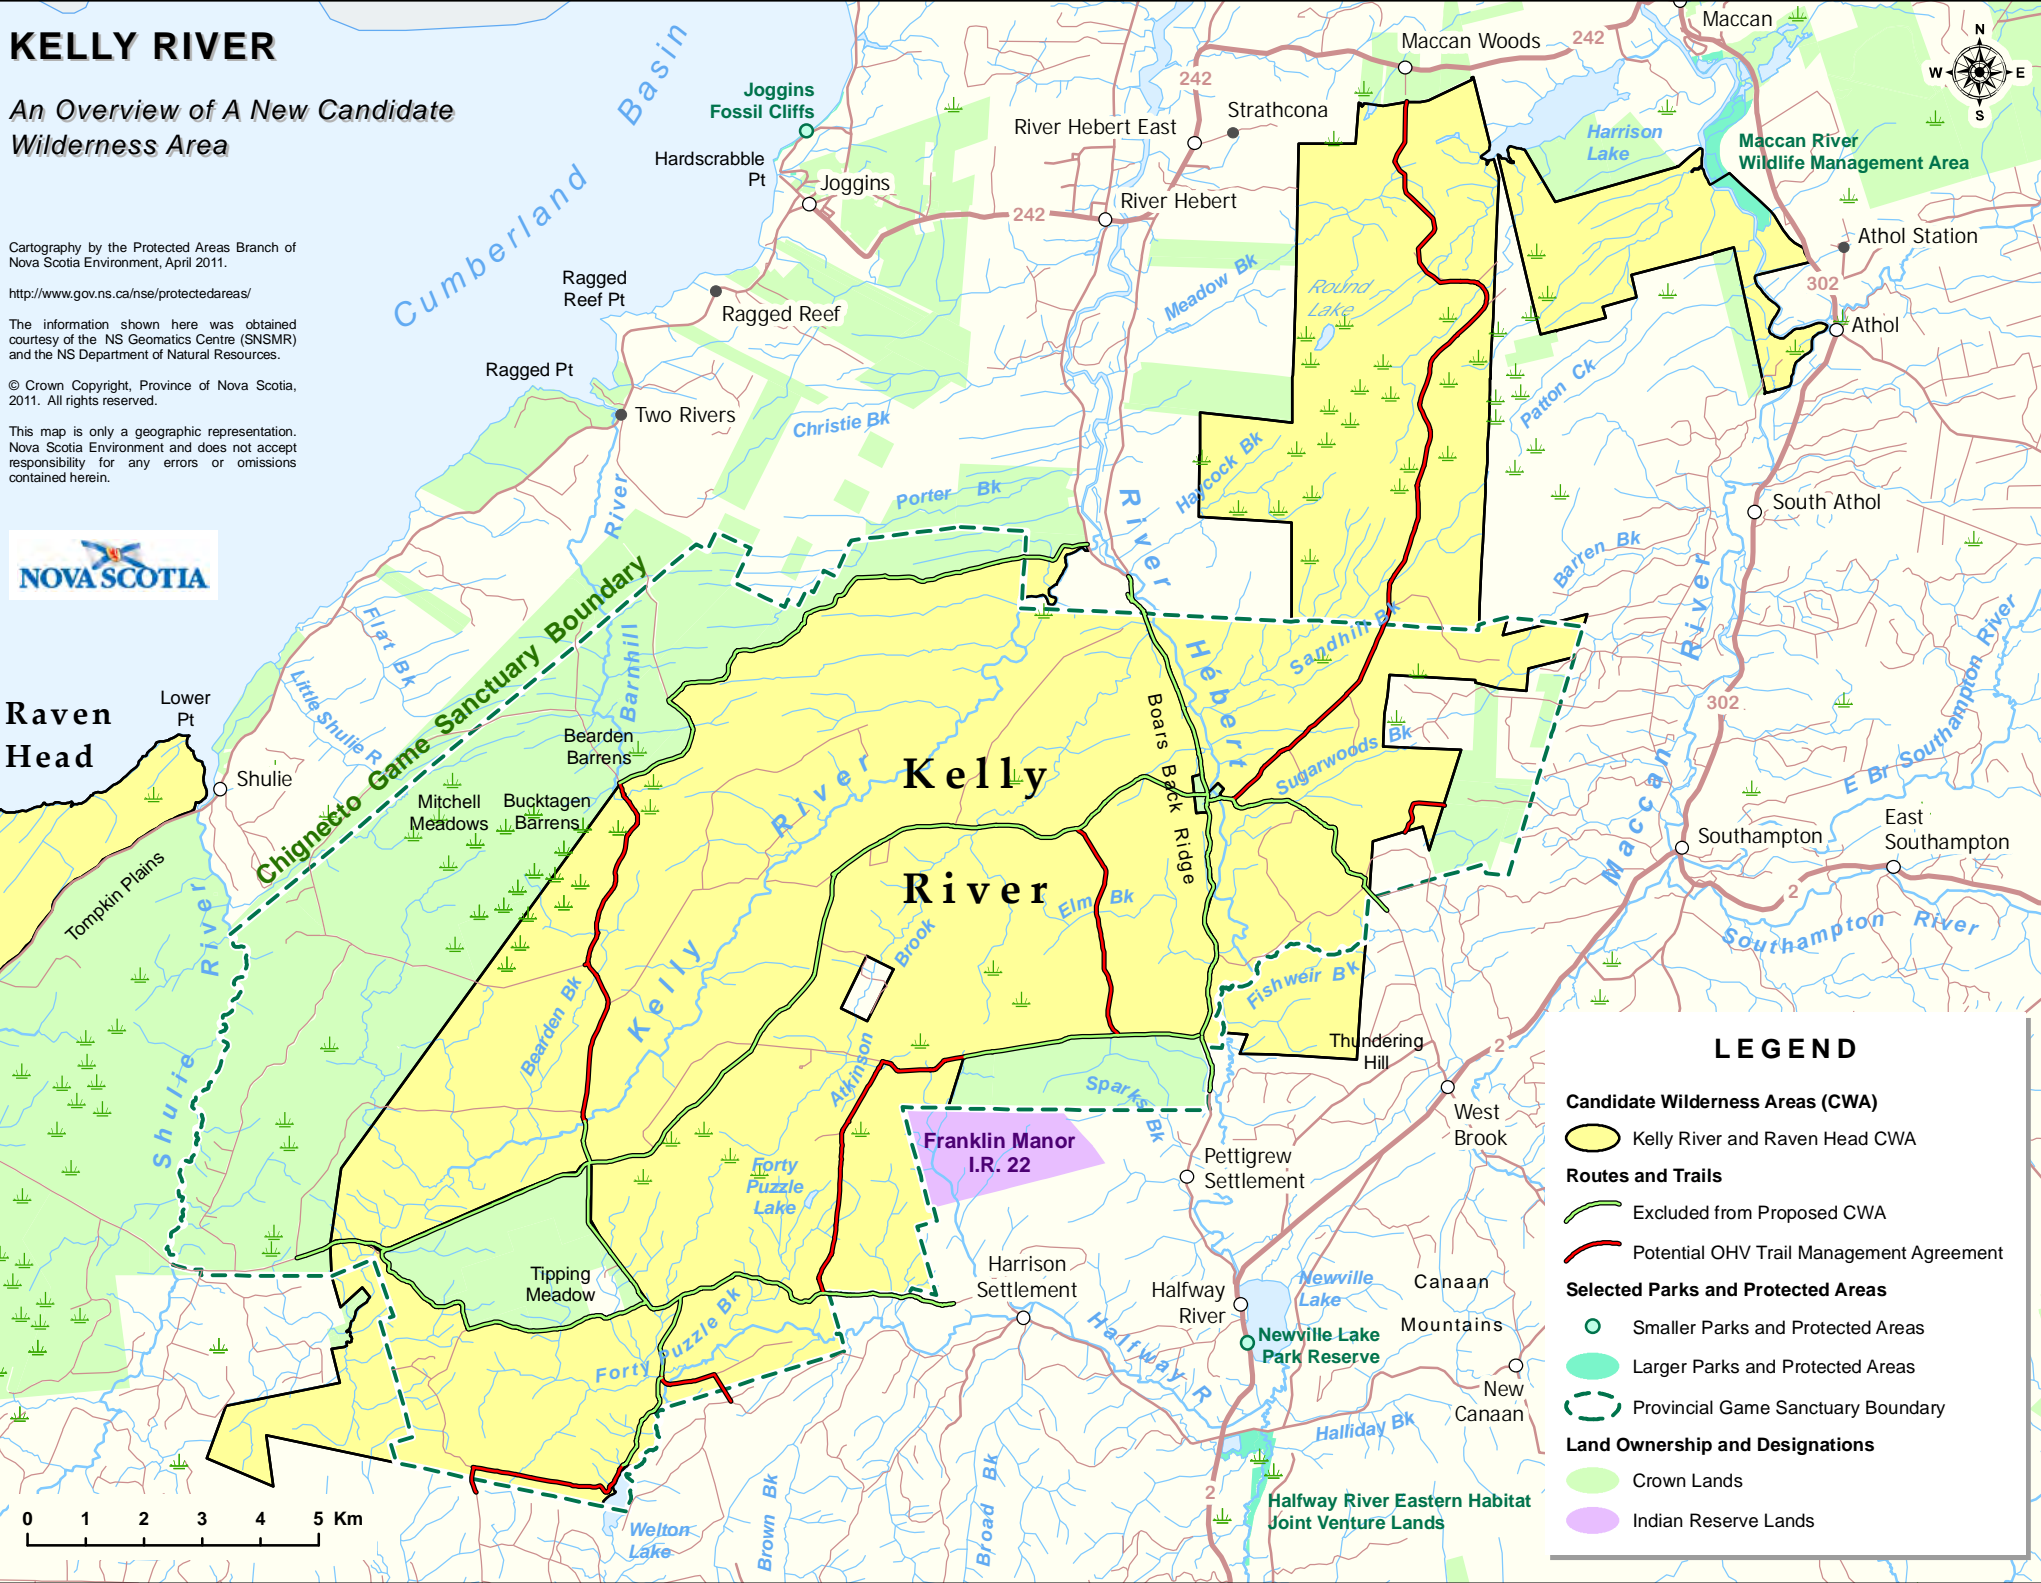 KELLY RIVER
An Overview of A New Candidate
Wilderness Area
Cartography by the Protected Areas Branch of
Nova Scotia Environment, April 2011.
http://www.gov.ns.ca/nse/protectedareas/
The information shown here was obtained
courtesy of the NS Geomatics Centre (SNSMR)
and the NS Department of Natural Resources.
© Crown Copyright, Province of Nova Scotia,
2011. All rights reserved.
This map is only a geographic representation.
Nova Scotia Environment and does not accept
responsibility for any errors or omissions
contained herein.
NOVA SCOTIA
Cumberland Basin
Joggins
Fossil Cliffs
Hardscrabble
Pt
Joggins
Ragged
Reef Pt
Ragged Reef
Ragged Pt
Two Rivers
Christie Bk
Porter Bk
River Hebert East
Strathcona
River Hebert
242
242
242
Maccan Woods
Maccan
N
W
E
S
Harrison
Lake
Maccan River
Wildlife Management Area
Athol Station
302
Athol
Meadow Bk
Round
Lake
Patton Ck
Haycock Bk
South Athol
Barren Bk
River Hébert
Sandhill Bk
Sugarwoods Bk
Maccan River
302
E Br Southampton River
Southampton
East
Southampton
2
Southampton River
Raven
Head
Lower
Pt
Shulie
Tompkin Plains
Flat Bk
Little Shulie R
Barnhill River
Chignecto Game Sanctuary Boundary
Bearden
Barrens
Mitchell
Meadows
Bucktagen
Barrens
Shulie River
Kelly River
Kelly
River
Boars Back Ridge
Elm Bk
Atkinson Brook
Bearden Bk
Fishweir Bk
Thundering
Hill
2
West
Brook
Sparks Bk
Franklin Manor
I.R. 22
Pettigrew
Settlement
Forty
Puzzle
Lake
Tipping
Meadow
Forty Puzzle Bk
Harrison
Settlement
Halfway
River
Newville
Lake
Newville Lake
Park Reserve
Canaan
Mountains
New
Canaan
Halfway R
Halliday Bk
2
Halfway River Eastern Habitat
Joint Venture Lands
Welton
Lake
Brown Bk
Broad Bk
0 1 2 3 4 5 Km
LEGEND
Candidate Wilderness Areas (CWA)
Kelly River and Raven Head CWA
Routes and Trails
Excluded from Proposed CWA
Potential OHV Trail Management Agreement
Selected Parks and Protected Areas
Smaller Parks and Protected Areas
Larger Parks and Protected Areas
Provincial Game Sanctuary Boundary
Land Ownership and Designations
Crown Lands
Indian Reserve Lands